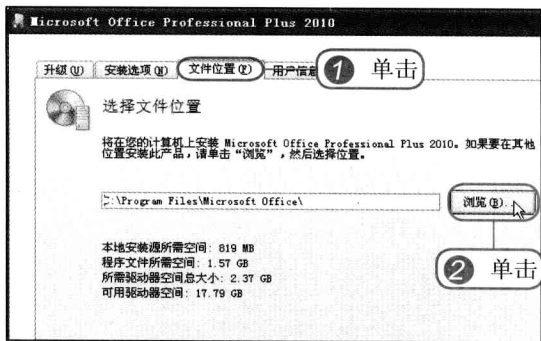 Microsoft Office Professional Plus 2010
升级(U) 安装选项(N) 文件位置(F) 用户信息
1 单击
选择文件位置
将在您的计算机上安装 Microsoft Office Professional Plus 2010。如果要在其他
位置安装此产品，请单击“浏览”，然后选择位置。
C:\Program Files\Microsoft Office\
浏览(B)...
本地安装源所需空间: 819 MB
程序文件所需空间: 1.57 GB
所需驱动器空间总大小: 2.37 GB
可用驱动器空间: 17.79 GB
2 单击